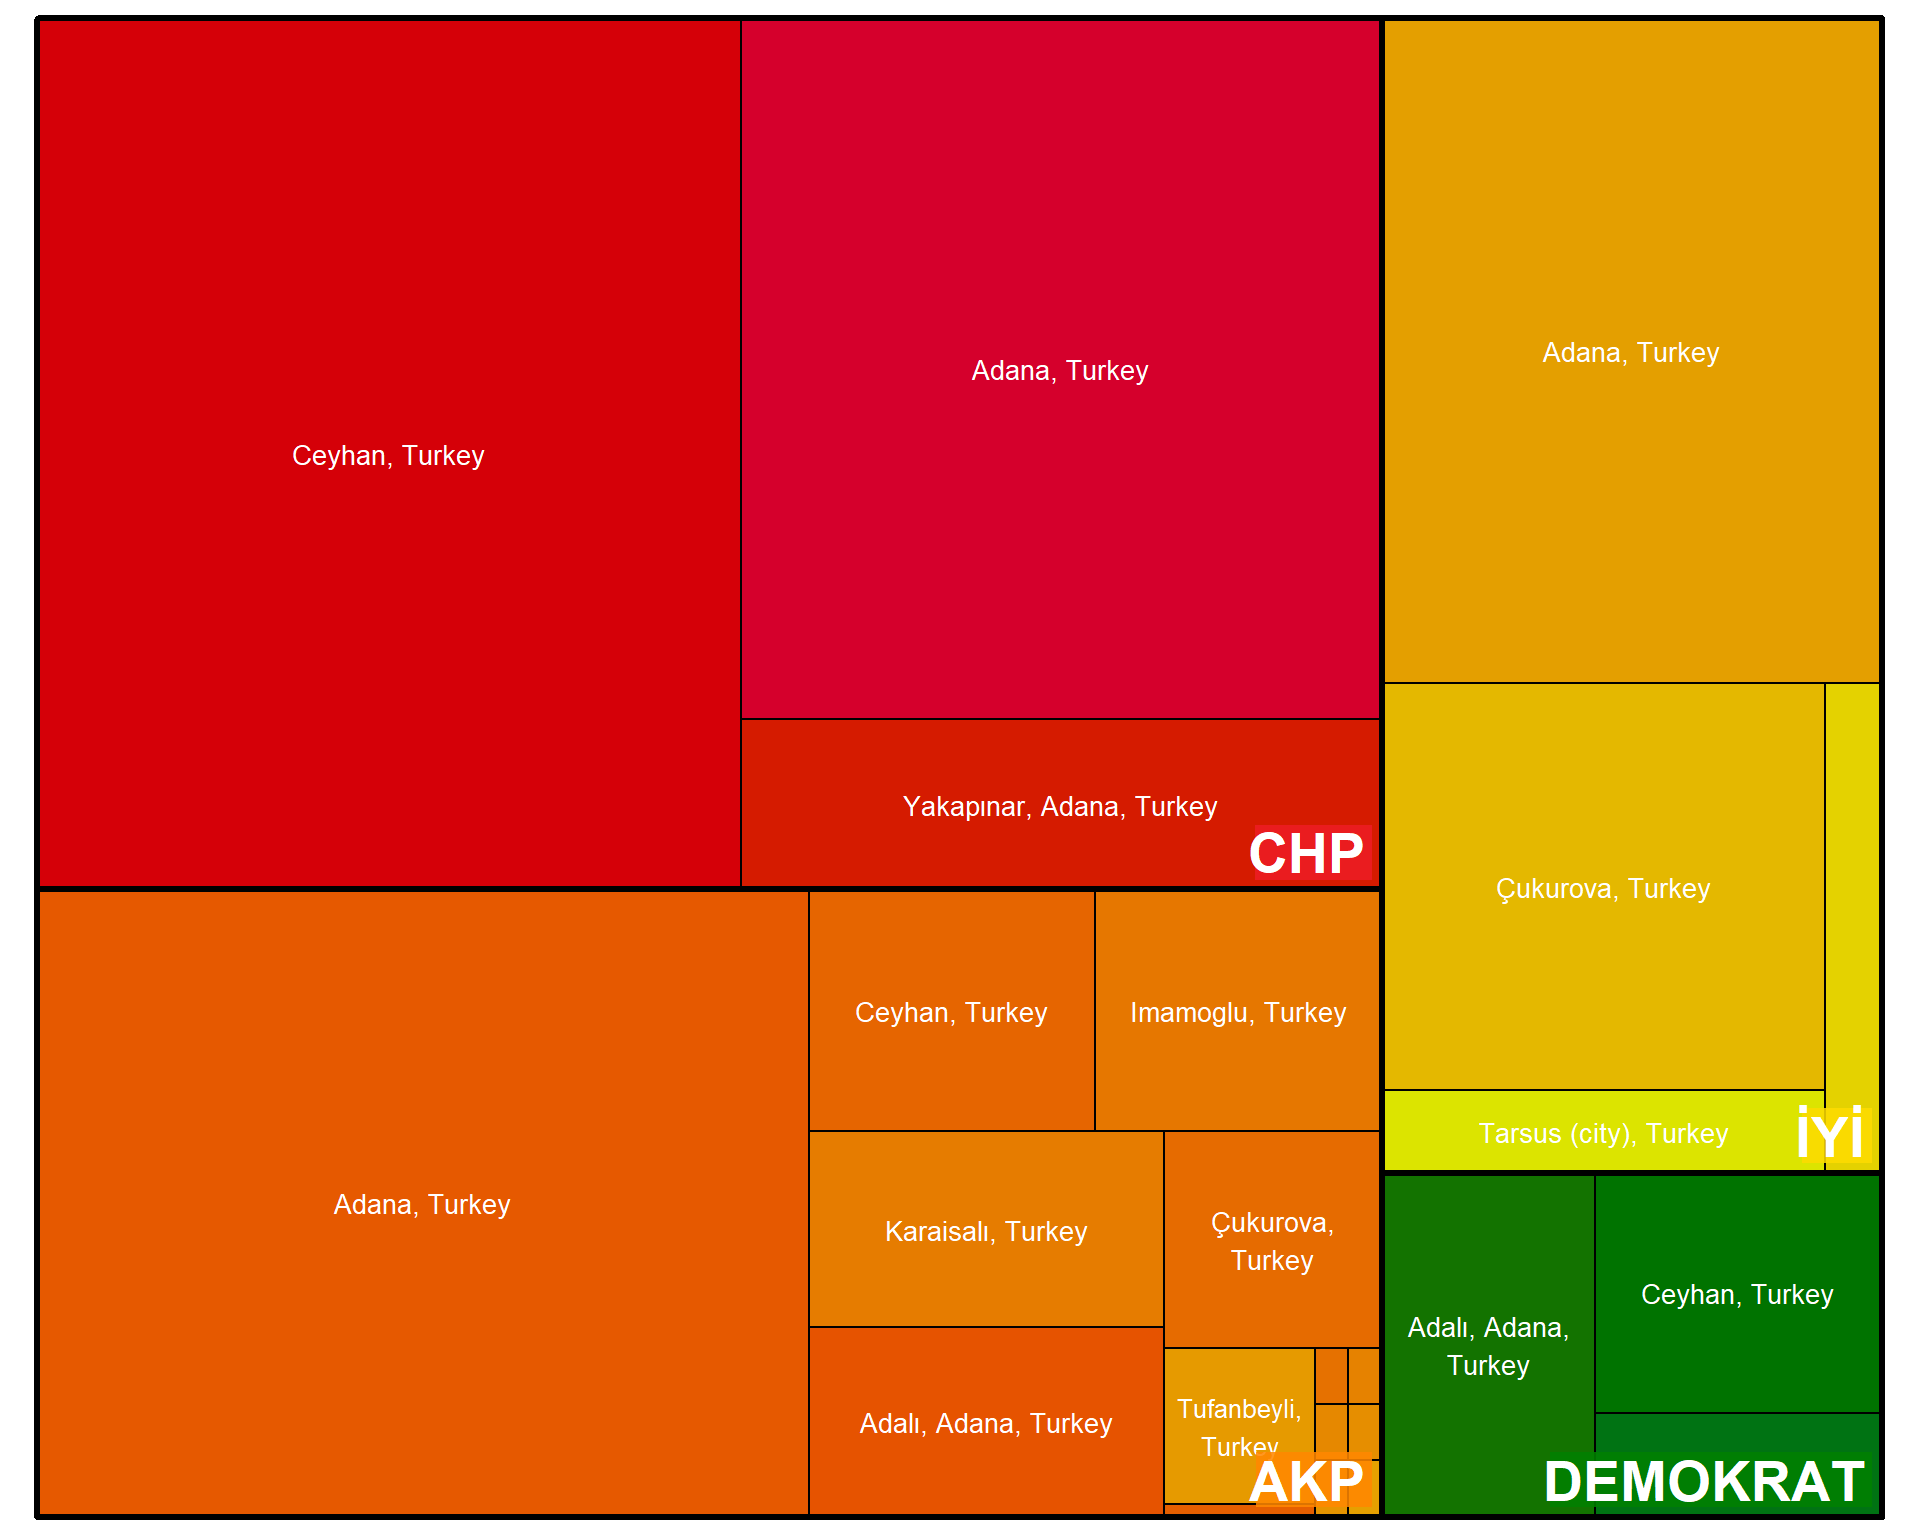 Ceyhan, Turkey
Adana, Turkey
Yakapınar, Adana, Turkey
CHP
Adana, Turkey
Çukurova, Turkey
Tarsus (city), Turkey
İYİ
Adana, Turkey
Ceyhan, Turkey
Imamoglu, Turkey
Karaisalı, Turkey
Çukurova,
Turkey
Adalı, Adana, Turkey
Tufanbeyli,
Turkey
AKP
Adalı, Adana,
Turkey
Ceyhan, Turkey
DEMOKRAT